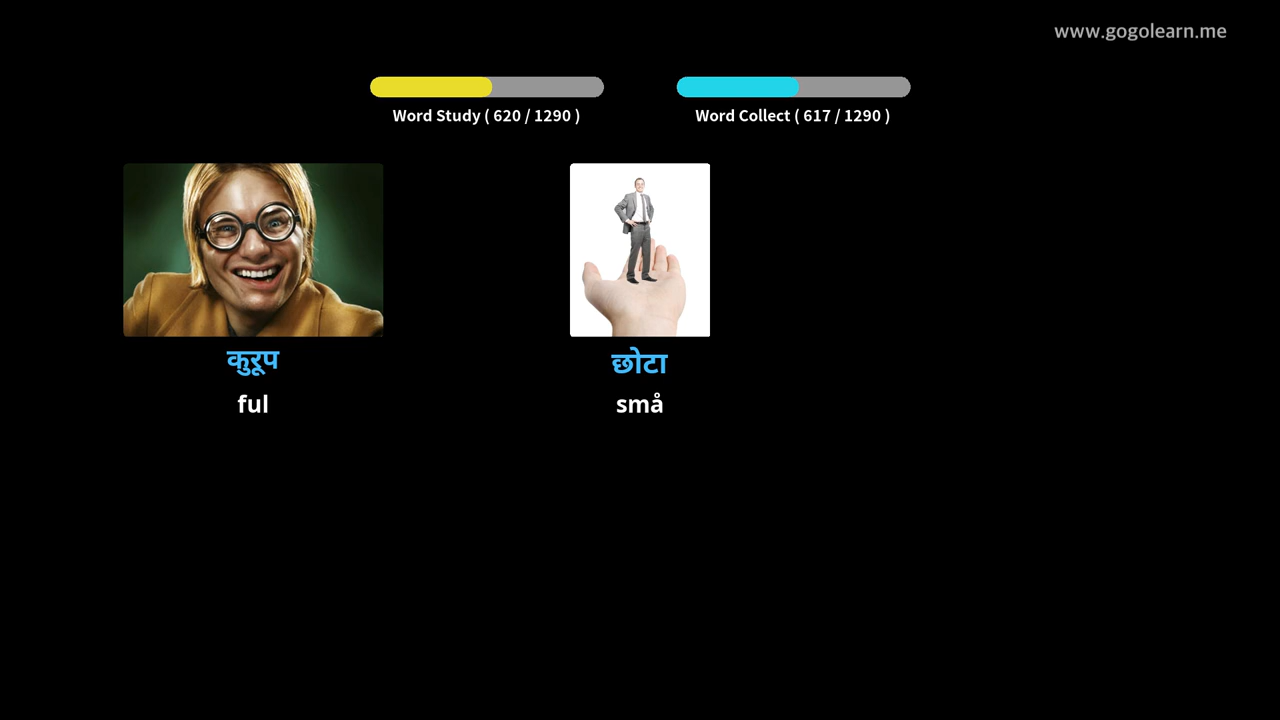 www.gogolearn.me
Word Study ( 620 / 1290 )
Word Collect ( 617 / 1290 )
कुरूप
ful
छोटा
små